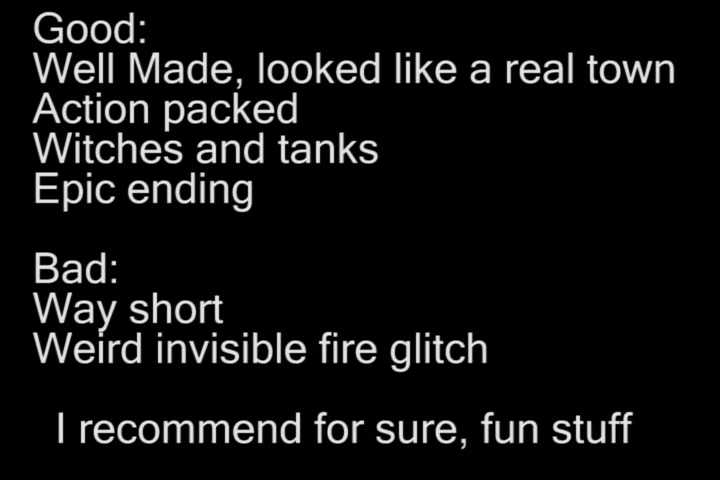 Good:
Well Made, looked like a real town
Action packed
Witches and tanks
Epic ending
Bad:
Way short
Weird invisible fire glitch
I recommend for sure, fun stuff